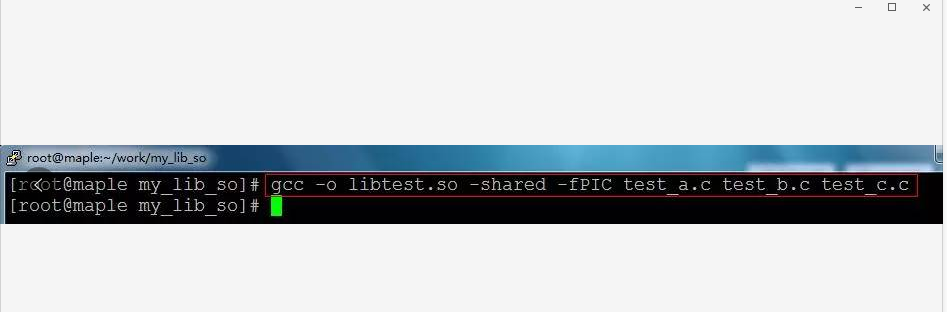 root@maple:~/work/my_lib_so
[root@maple my_lib_so]# gcc -o libtest.so -shared -fPIC test_a.c test_b.c test_c.c
[root@maple my_lib_so]#